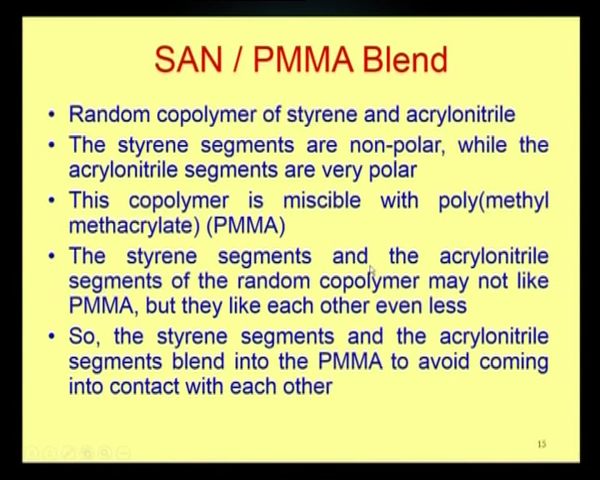 SAN / PMMA Blend
• Random copolymer of styrene and acrylonitrile
• The styrene segments are non-polar, while the
acrylonitrile segments are very polar
• This copolymer is miscible with poly(methyl
methacrylate) (PMMA)
• The styrene segments and the acrylonitrile
segments of the random copolymer may not like
PMMA, but they like each other even less
• So, the styrene segments and the acrylonitrile
segments blend into the PMMA to avoid coming
into contact with each other
15